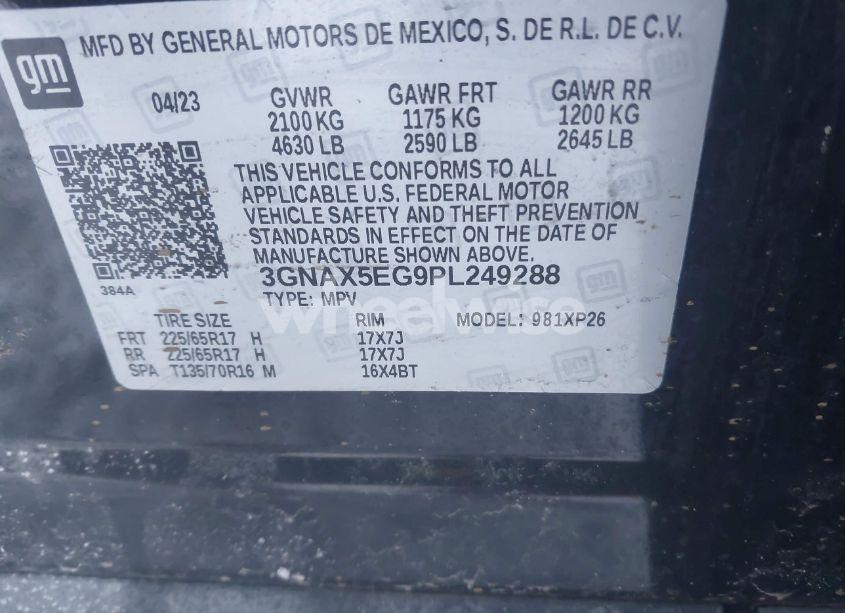 gm
MFD BY GENERAL MOTORS DE MEXICO, S. DE R.L. DE C.V.
04/23 GVWR GAWR FRT GAWR RR
2100 KG 1175 KG 1200 KG
4630 LB 2590 LB 2645 LB
THIS VEHICLE CONFORMS TO ALL
APPLICABLE U.S. FEDERAL MOTOR
VEHICLE SAFETY AND THEFT PREVENTION
STANDARDS IN EFFECT ON THE DATE OF
MANUFACTURE SHOWN ABOVE.
384A
3GNAX5EG9PL249288
TYPE: MPV
wheelwise
TIRE SIZE RIM MODEL: 981XP26
FRT 225/65R17 H 17X7J
RR 225/65R17 H 17X7J
SPA T135/70R16 M 16X4BT